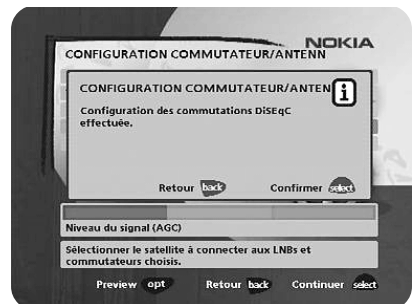 NOKIA
CONFIGURATION COMMUTATEUR/ANTENN
CONFIGURATION COMMUTATEUR/ANTEN
i
Configuration des commutations DiSEqC
effectuée.
Retour back Confirmer select
Niveau du signal (AGC)
Sélectionner le satellite à connecter aux LNBs et
commutateurs choisis.
Preview opt Retour back Continuer select